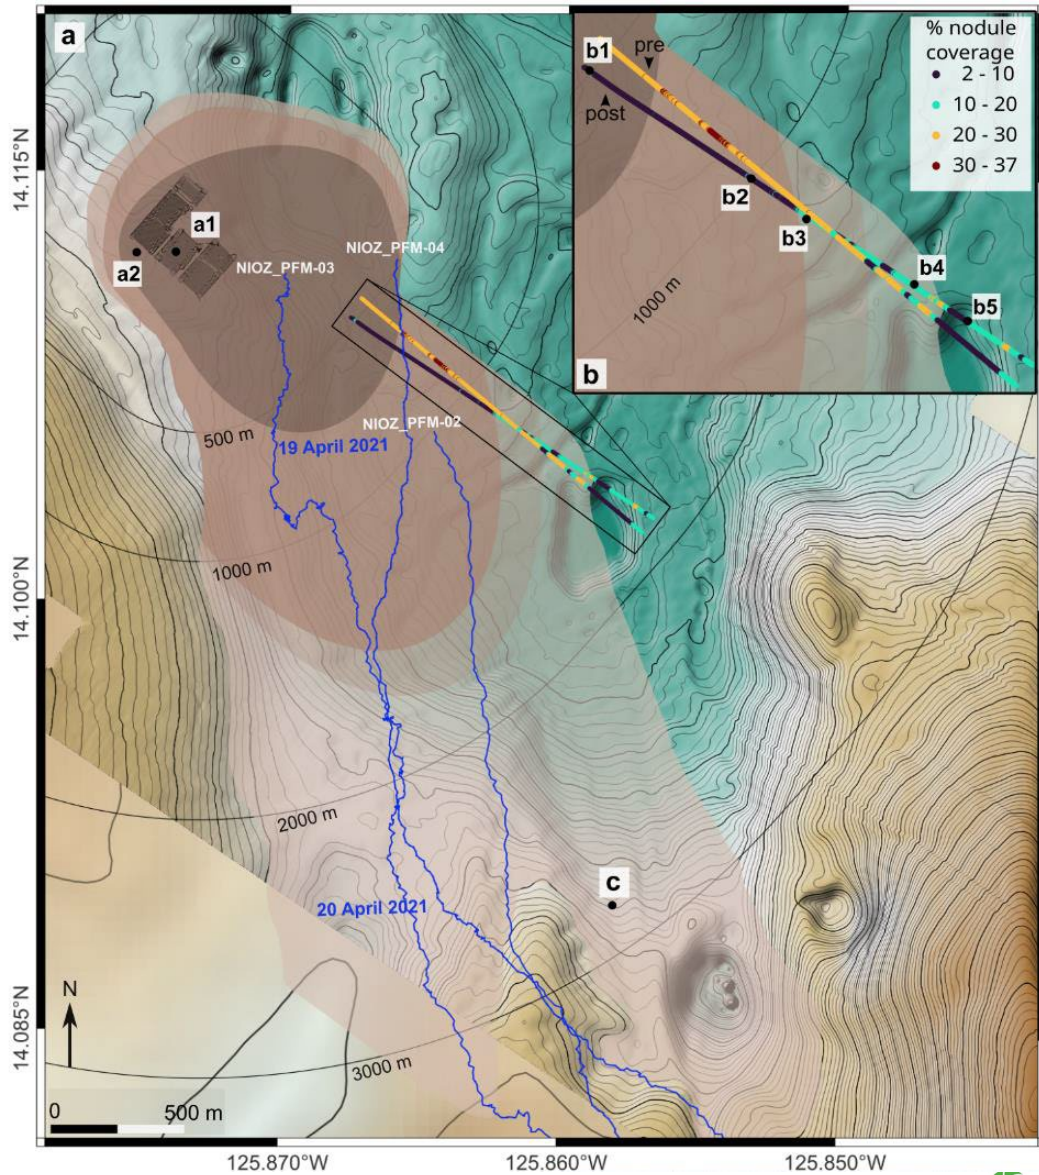 a
b1
pre
post
% nodule
coverage
2 - 10
10 - 20
20 - 30
30 - 37
b2
b3
b4
b5
1000 m
b
14.115°N
a1
a2
NIOZ_PFM-04
NIOZ_PFM-03
NIOZ_PFM-02
500 m
19 April 2021
14.100°N
1000 m
2000 m
c
20 April 2021
N
14.085°N
3000 m
0
500 m
125.870°W
125.860°W
125.850°W